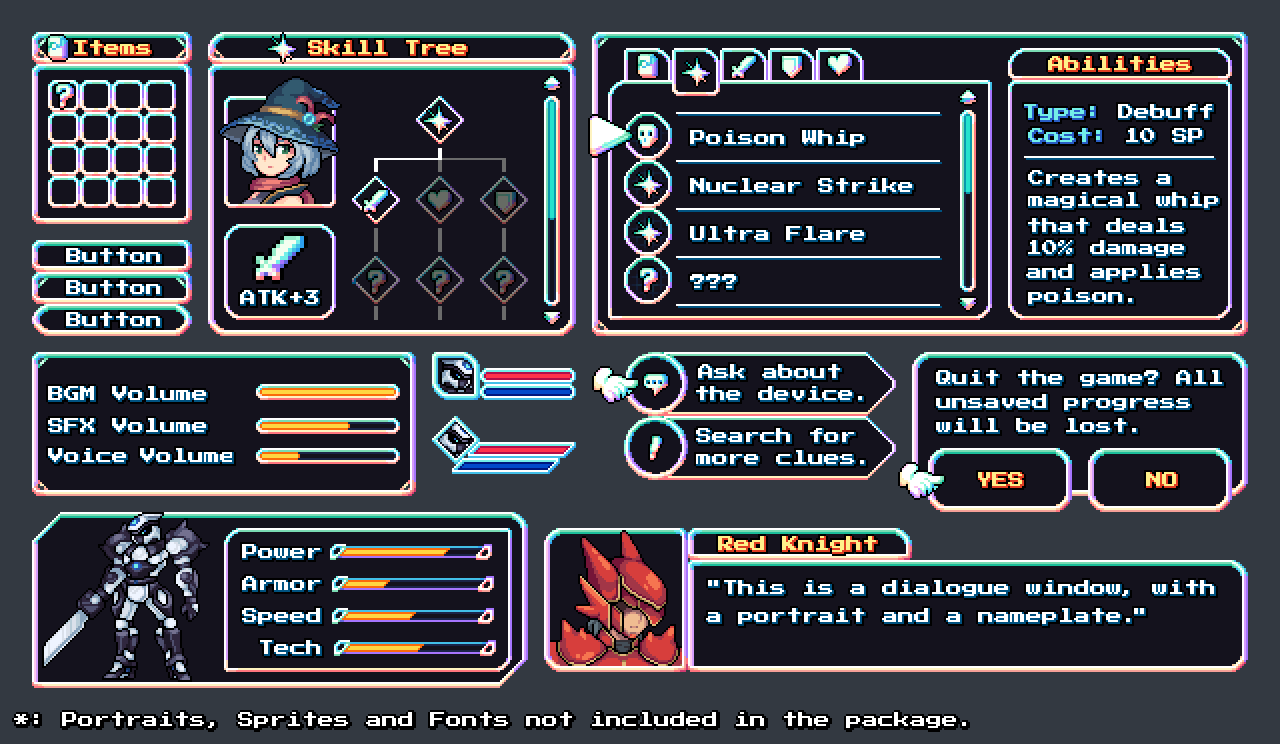 Items
?
Button
Button
Button
Skill Tree
ATK+3
?
?
?
Poison Whip
Nuclear Strike
Ultra Flare
?
???
Abilities
Type: Debuff
Cost: 10 SP
Creates a
magical whip
that deals
10% damage
and applies
poison.
BGM Volume
SFX Volume
Voice Volume
Ask about
the device.
!
Search for
more clues.
Quit the game? All
unsaved progress
will be lost.
YES
NO
Power
Armor
Speed
Tech
Red Knight
"This is a dialogue window, with
a portrait and a nameplate."
*: Portraits, Sprites and Fonts not included in the package.